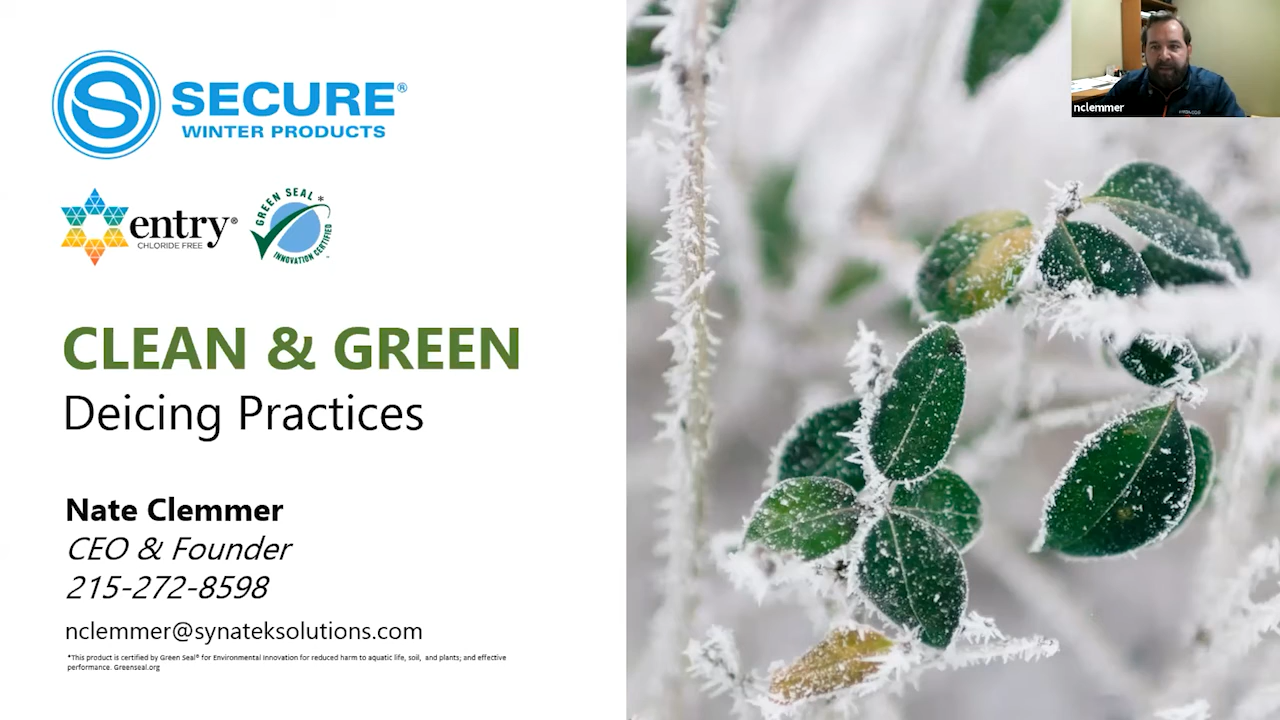 SECURE®
WINTER PRODUCTS
entry®
CHLORIDE FREE
GREEN SEAL *
INNOVATION CERTIFIED
CLEAN & GREEN
Deicing Practices
Nate Clemmer
CEO & Founder
215-272-8598
nclemmer@synateksolutions.com
*This product is certified by Green Seal® for Environmental Innovation for reduced harm to aquatic life, soil, and plants; and effective
performance. Greenseal.org
nclemmer